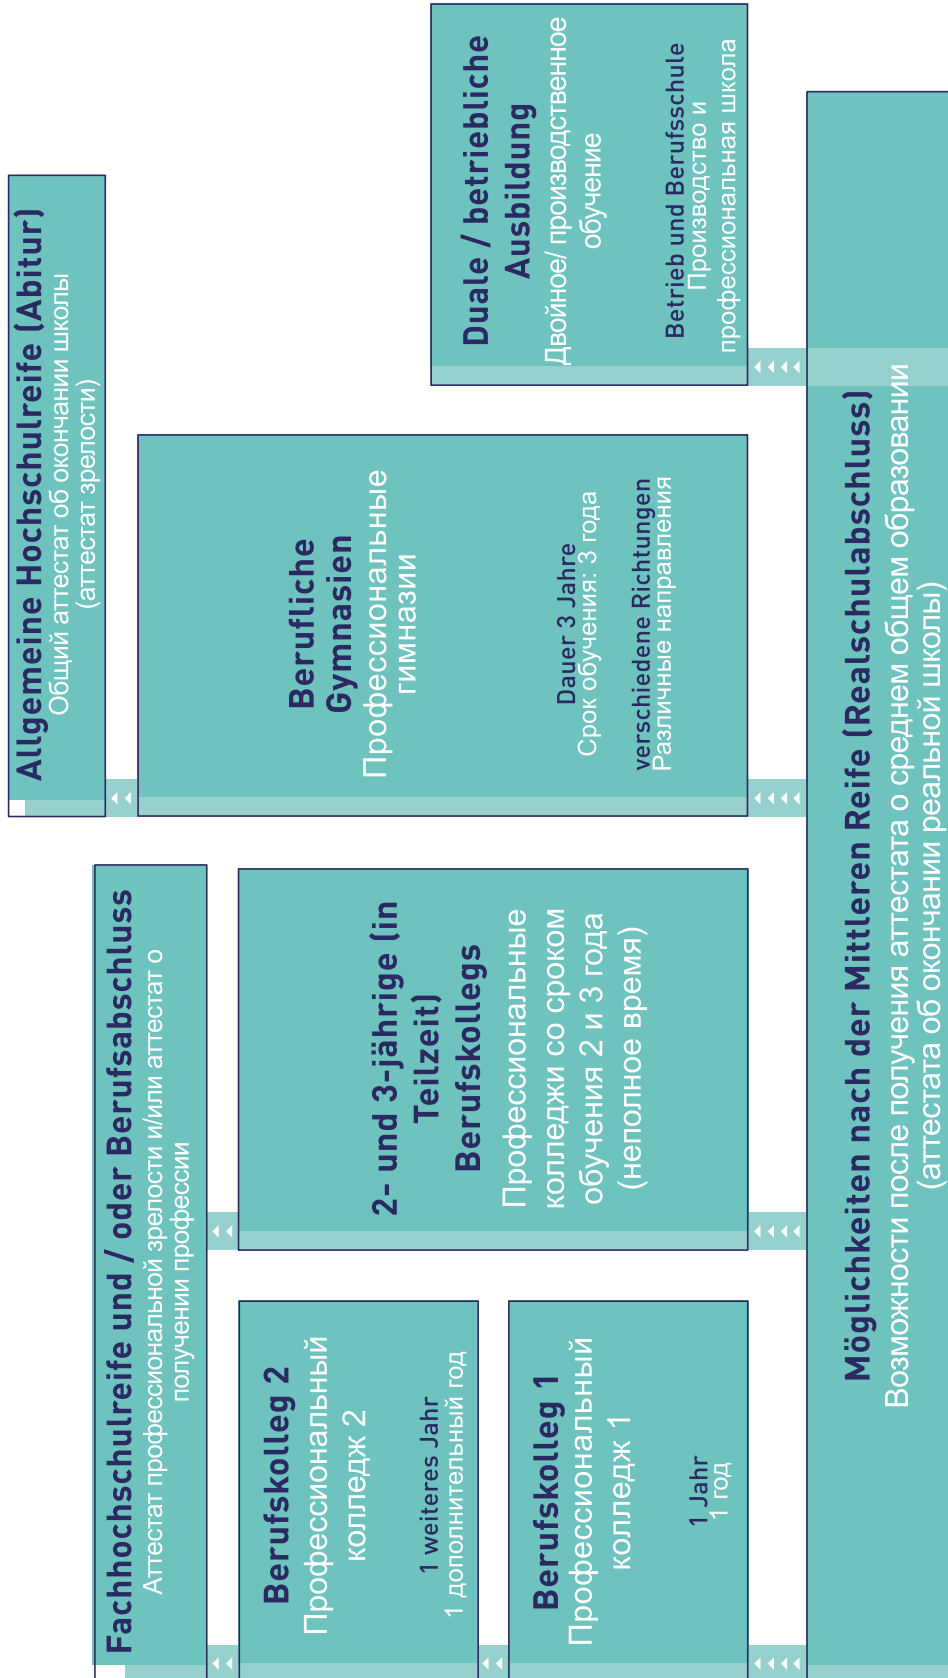 Allgemeine Hochschulreife (Abitur)
Общий аттестат об окончании школы
(аттестат зрелости)
Fachhochschulreife und / oder Berufsabschluss
Аттестат профессиональной зрелости и/или аттестат о
получении профессии
Berufskolleg 2
Профессиональный
колледж 2
1 weiteres Jahr
1 дополнительный год
Berufskolleg 1
Профессиональный
колледж 1
1 Jahr
1 год
2- und 3-jährige (in
Teilzeit)
Berufskollegs
Профессиональные
колледжи со сроком
обучения 2 и 3 года
(неполное время)
Berufliche
Gymnasien
Профессиональные
гимназии
Dauer 3 Jahre
Срок обучения: 3 года
verschiedene Richtungen
Различные направления
Duale / betriebliche
Ausbildung
Двойное/ производственное
обучение
Betrieb und Berufsschule
Производство и
профессиональная школа
Möglichkeiten nach der Mittleren Reife (Realschulabschluss)
Возможности после получения аттестата о среднем общем образовании
(аттестата об окончании реальной школы)